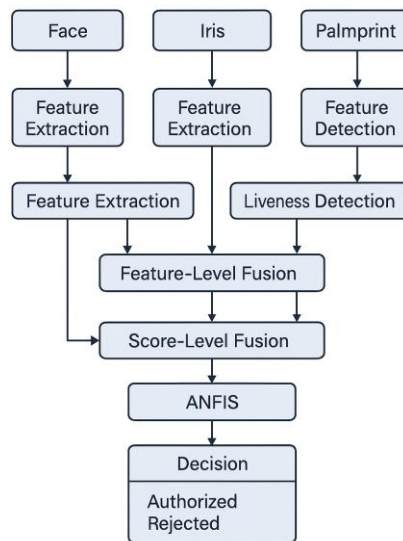 Face
Iris
Palmprint
Feature
Extraction
Feature
Extraction
Feature
Detection
Feature Extraction
Liveness Detection
Feature-Level Fusion
Score-Level Fusion
ANFIS
Decision
Authorized
Rejected